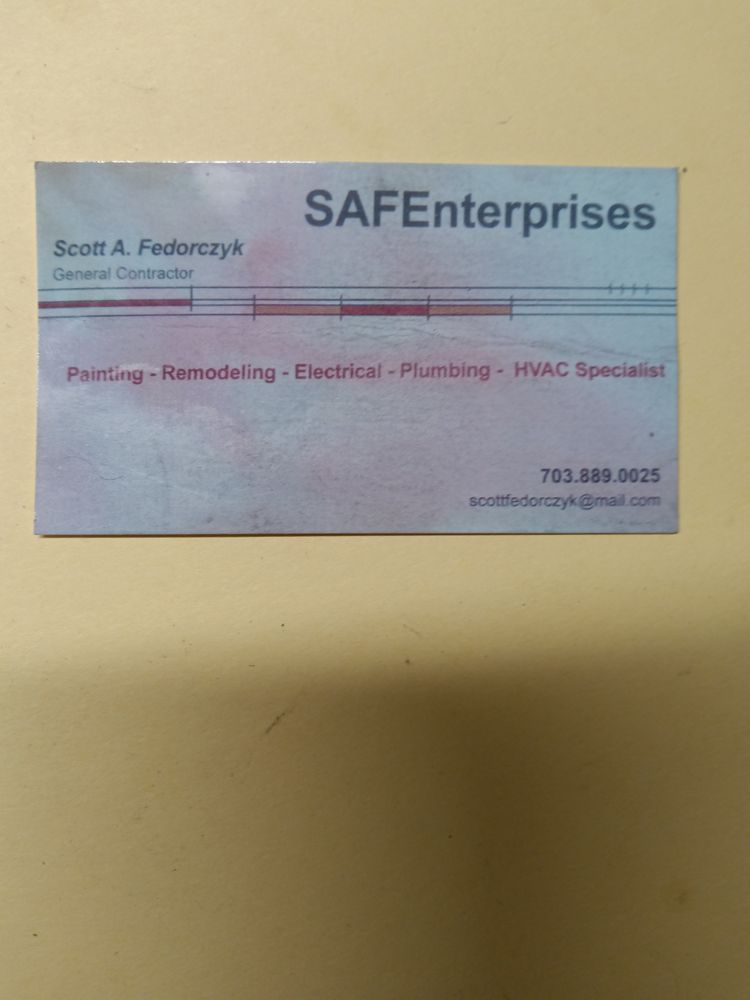 SAFEnterprises
Scott A. Fedorczyk
General Contractor
Painting - Remodeling - Electrical - Plumbing - HVAC Specialist
703.889.0025
scottfedorczyk@mail.com